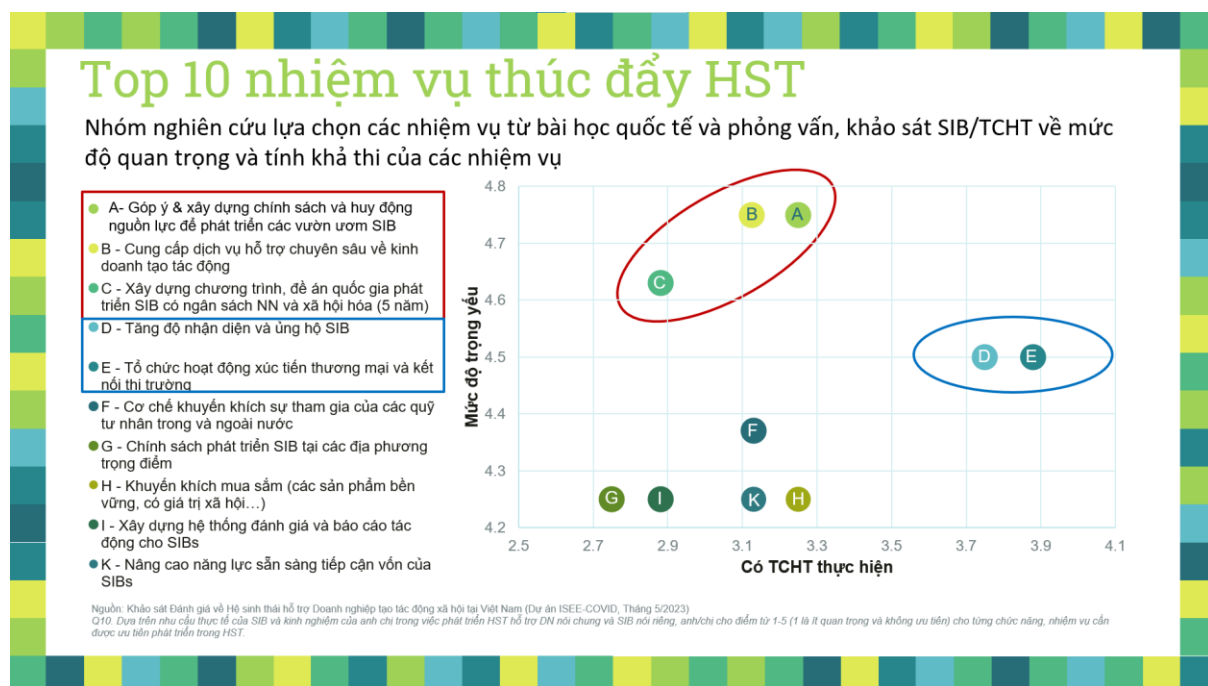 Top 10 nhiệm vụ thúc đẩy HST
Nhóm nghiên cứu lựa chọn các nhiệm vụ từ bài học quốc tế và phỏng vấn, khảo sát SIB/TCHT về mức
độ quan trọng và tính khả thi của các nhiệm vụ
A- Góp ý & xây dựng chính sách và huy động
nguồn lực để phát triển các vườn ươm SIB
B - Cung cấp dịch vụ hỗ trợ chuyên sâu về kinh
doanh tạo tác động
C - Xây dựng chương trình, đề án quốc gia phát
triển SIB có ngân sách NN và xã hội hóa (5 năm)
D - Tăng độ nhận diện và ủng hộ SIB
E - Tổ chức hoạt động xúc tiến thương mại và kết
nối thị trường
F - Cơ chế khuyến khích sự tham gia của các quỹ
tư nhân trong và ngoài nước
G - Chính sách phát triển SIB tại các địa phương
trọng điểm
H - Khuyến khích mua sắm (các sản phẩm bền
vững, có giá trị xã hội…)
I - Xây dựng hệ thống đánh giá và báo cáo tác
động cho SIBs
K - Nâng cao năng lực sẵn sàng tiếp cận vốn của
SIBs
Mức độ trọng yếu
4.8
4.7
4.6
4.5
4.4
4.3
4.2
B A
C
D E
F
G I K H
2.5 2.7 2.9 3.1 3.3 3.5 3.7 3.9 4.1
Có TCHT thực hiện
Nguồn: Khảo sát Đánh giá về Hệ sinh thái hỗ trợ Doanh nghiệp tạo tác động xã hội tại Việt Nam (Dự án ISEE-COVID, Tháng 5/2023)
Q10. Dựa trên nhu cầu thực tế của SIB và kinh nghiệm của anh chị trong việc phát triển HST hỗ trợ DN nói chung và SIB nói riêng, anh/chị cho điểm từ 1-5 (1 là ít quan trọng và không ưu tiên) cho từng chức năng, nhiệm vụ cần
được ưu tiên phát triển trong HST.